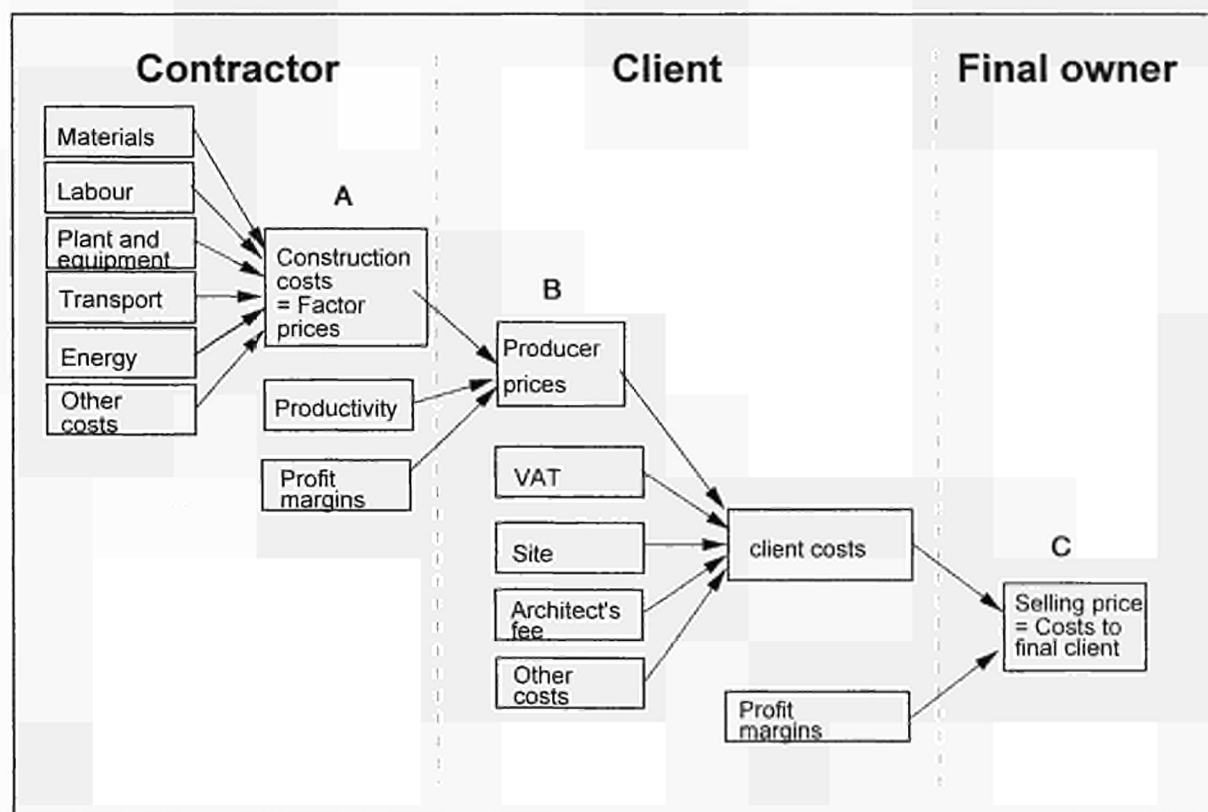 Contractor
Client
Final owner
Materials
Labour
Plant and
equipment
Transport
Energy
Other
costs
A
Construction
costs
= Factor
prices
Productivity
Profit
margins
B
Producer
prices
VAT
Site
Architect's
fee
Other
costs
client costs
Profit
margins
C
Selling price
= Costs to
final client